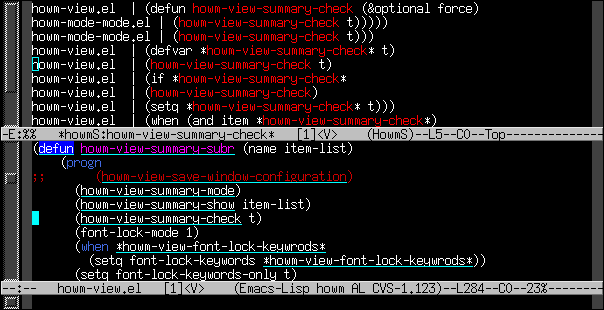 howm-view.el  | (defun howm-view-summary-check (&optional force)
howm-mode-mode.el | (howm-view-summary-check t)))))
howm-mode-mode.el | (howm-view-summary-check t)))
howm-view.el  | (defvar *howm-view-summary-check* t)
howm-view.el  | (howm-view-summary-check t)
howm-view.el  | (if *howm-view-summary-check*
howm-view.el  | (howm-view-summary-check)
howm-view.el  | (setq *howm-view-summary-check* t)))
howm-view.el  | (when (and item *howm-view-summary-check*)
-E:%%  *howmS:howm-view-summary-check*  [1]<V>  (HowmS)--L5--C0--Top
(defun howm-view-summary-subr (name item-list)
(progn
;; (howm-view-save-window-configuration)
(howm-view-summary-mode)
(howm-view-summary-show item-list)
(howm-view-summary-check t)
(font-lock-mode 1)
(when *howm-view-font-lock-keywrods*
(setq font-lock-keywords *howm-view-font-lock-keywrods*))
(setq font-lock-keywords-only t)
--:--  howm-view.el  [1]<V>  (Emacs-Lisp howm AL CVS-1.123)--L284--C0--23%